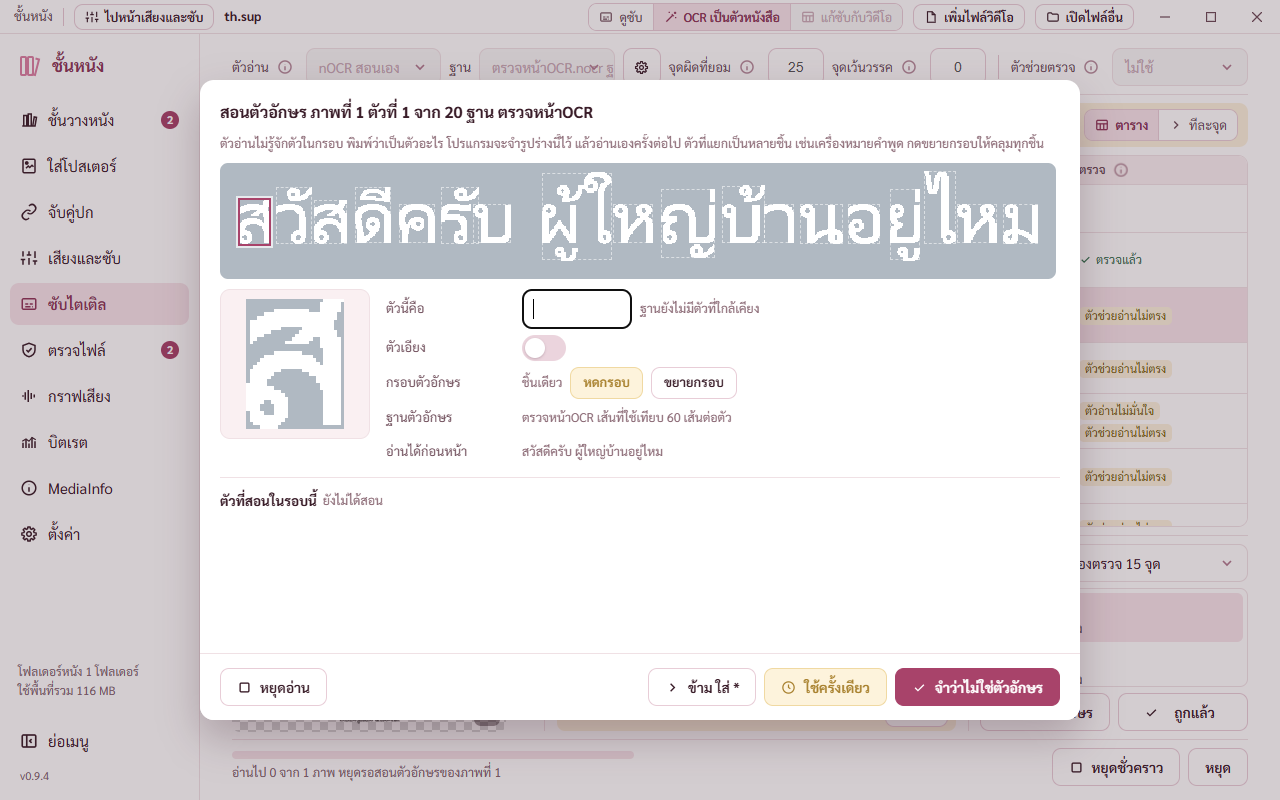 ชั้นหนัง
ไปหน้าเสียงและซับ
th.sup
ดูซับ
OCR เป็นตัวหนังสือ
แก้ซับกับวิดีโอ
เพิ่มไฟล์วิดีโอ
เปิดไฟล์อื่น
ชั้นหนัง
ตัวอ่าน
nOCR สอนเอง
ฐาน
ตรวจหน้าOCR.nocr ฐ
จุดผิดที่ยอม
25
จุดเว้นวรรค
0
ตัวช่วยตรวจ
ไม่ใช้
ชั้นวางหนัง 2
ใส่โปสเตอร์
จับคู่ปก
เสียงและซับ
ซับไตเติล
ตรวจไฟล์ 2
กราฟเสียง
บิตเรต
MediaInfo
ตั้งค่า
โฟลเดอร์หนัง 1 โฟลเดอร์
ใช้พื้นที่รวม 116 MB
ย่อเมนู
v0.9.4
สอนตัวอักษร ภาพที่ 1 ตัวที่ 1 จาก 20 ฐาน ตรวจหน้าOCR
ตัวอ่านไม่รู้จักตัวในกรอบ พิมพ์ว่าเป็นตัวอะไร โปรแกรมจะจำรูปร่างนี้ไว้ แล้วอ่านเองครั้งต่อไป ตัวที่แยกเป็นหลายชิ้น เช่นเครื่องหมายคำพูด กดขยายกรอบให้คลุมทุกชิ้น
สวัสดีครับ ผู้ใหญ่บ้านอยู่ไหม
ส
ตัวนี้คือ
ฐานยังไม่มีตัวที่ใกล้เคียง
ตัวเอียง
กรอบตัวอักษร
ชิ้นเดียว
หดกรอบ
ขยายกรอบ
ฐานตัวอักษร
ตรวจหน้าOCR เส้นที่ใช้เทียบ 60 เส้นต่อตัว
อ่านได้ก่อนหน้า
สวัสดีครับ ผู้ใหญ่บ้านอยู่ไหม
ตัวที่สอนในรอบนี้ ยังไม่ได้สอน
หยุดอ่าน
ข้าม ใส่ *
ใช้ครั้งเดียว
จำว่าไม่ใช่ตัวอักษร
ตาราง
ทีละจุด
ตรวจ
ตรวจแล้ว
ตัวช่วยอ่านไม่ตรง
ตัวช่วยอ่านไม่ตรง
ตัวอ่านไม่มั่นใจ
ตัวช่วยอ่านไม่ตรง
ตัวช่วยอ่านไม่ตรง
องตรวจ 15 จุด
ถูกแล้ว
อ่านไป 0 จาก 1 ภาพ หยุดรอสอนตัวอักษรของภาพที่ 1
หยุดชั่วคราว
หยุด